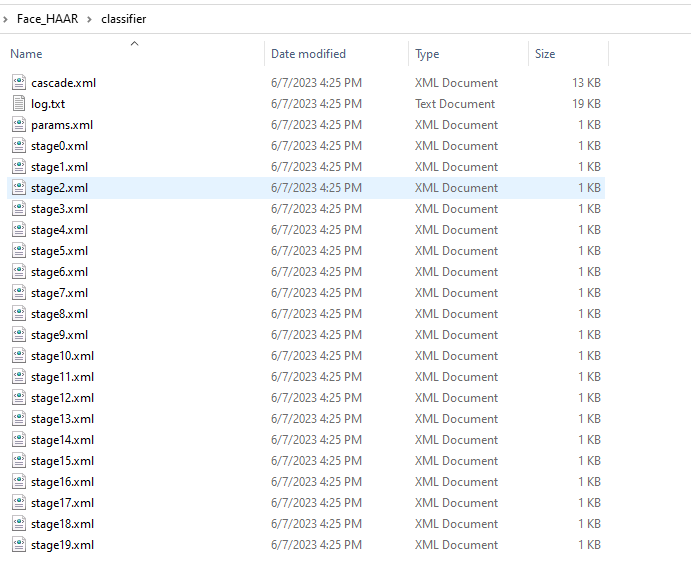 Face_HAAR > classifier
Name Date modified Type Size
cascade.xml 6/7/2023 4:25 PM XML Document 13 KB
log.txt 6/7/2023 4:25 PM Text Document 19 KB
params.xml 6/7/2023 4:25 PM XML Document 1 KB
stage0.xml 6/7/2023 4:25 PM XML Document 1 KB
stage1.xml 6/7/2023 4:25 PM XML Document 1 KB
stage2.xml 6/7/2023 4:25 PM XML Document 1 KB
stage3.xml 6/7/2023 4:25 PM XML Document 1 KB
stage4.xml 6/7/2023 4:25 PM XML Document 1 KB
stage5.xml 6/7/2023 4:25 PM XML Document 1 KB
stage6.xml 6/7/2023 4:25 PM XML Document 1 KB
stage7.xml 6/7/2023 4:25 PM XML Document 1 KB
stage8.xml 6/7/2023 4:25 PM XML Document 1 KB
stage9.xml 6/7/2023 4:25 PM XML Document 1 KB
stage10.xml 6/7/2023 4:25 PM XML Document 1 KB
stage11.xml 6/7/2023 4:25 PM XML Document 1 KB
stage12.xml 6/7/2023 4:25 PM XML Document 1 KB
stage13.xml 6/7/2023 4:25 PM XML Document 1 KB
stage14.xml 6/7/2023 4:25 PM XML Document 1 KB
stage15.xml 6/7/2023 4:25 PM XML Document 1 KB
stage16.xml 6/7/2023 4:25 PM XML Document 1 KB
stage17.xml 6/7/2023 4:25 PM XML Document 1 KB
stage18.xml 6/7/2023 4:25 PM XML Document 1 KB
stage19.xml 6/7/2023 4:25 PM XML Document 1 KB